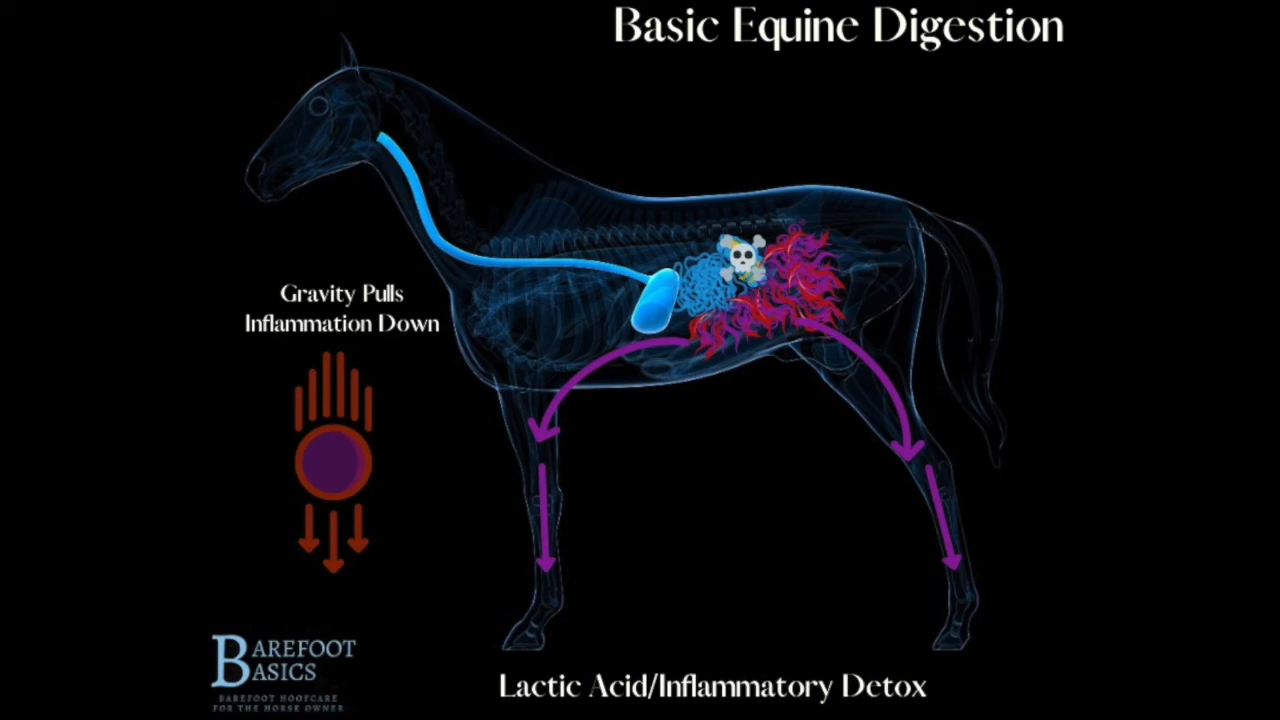 Basic Equine Digestion
Gravity Pulls
Inflammation Down
BAREFOOT
BASICS
BAREFOOT HOOFCARE
FOR THE HORSE OWNER
Lactic Acid/Inflammatory Detox